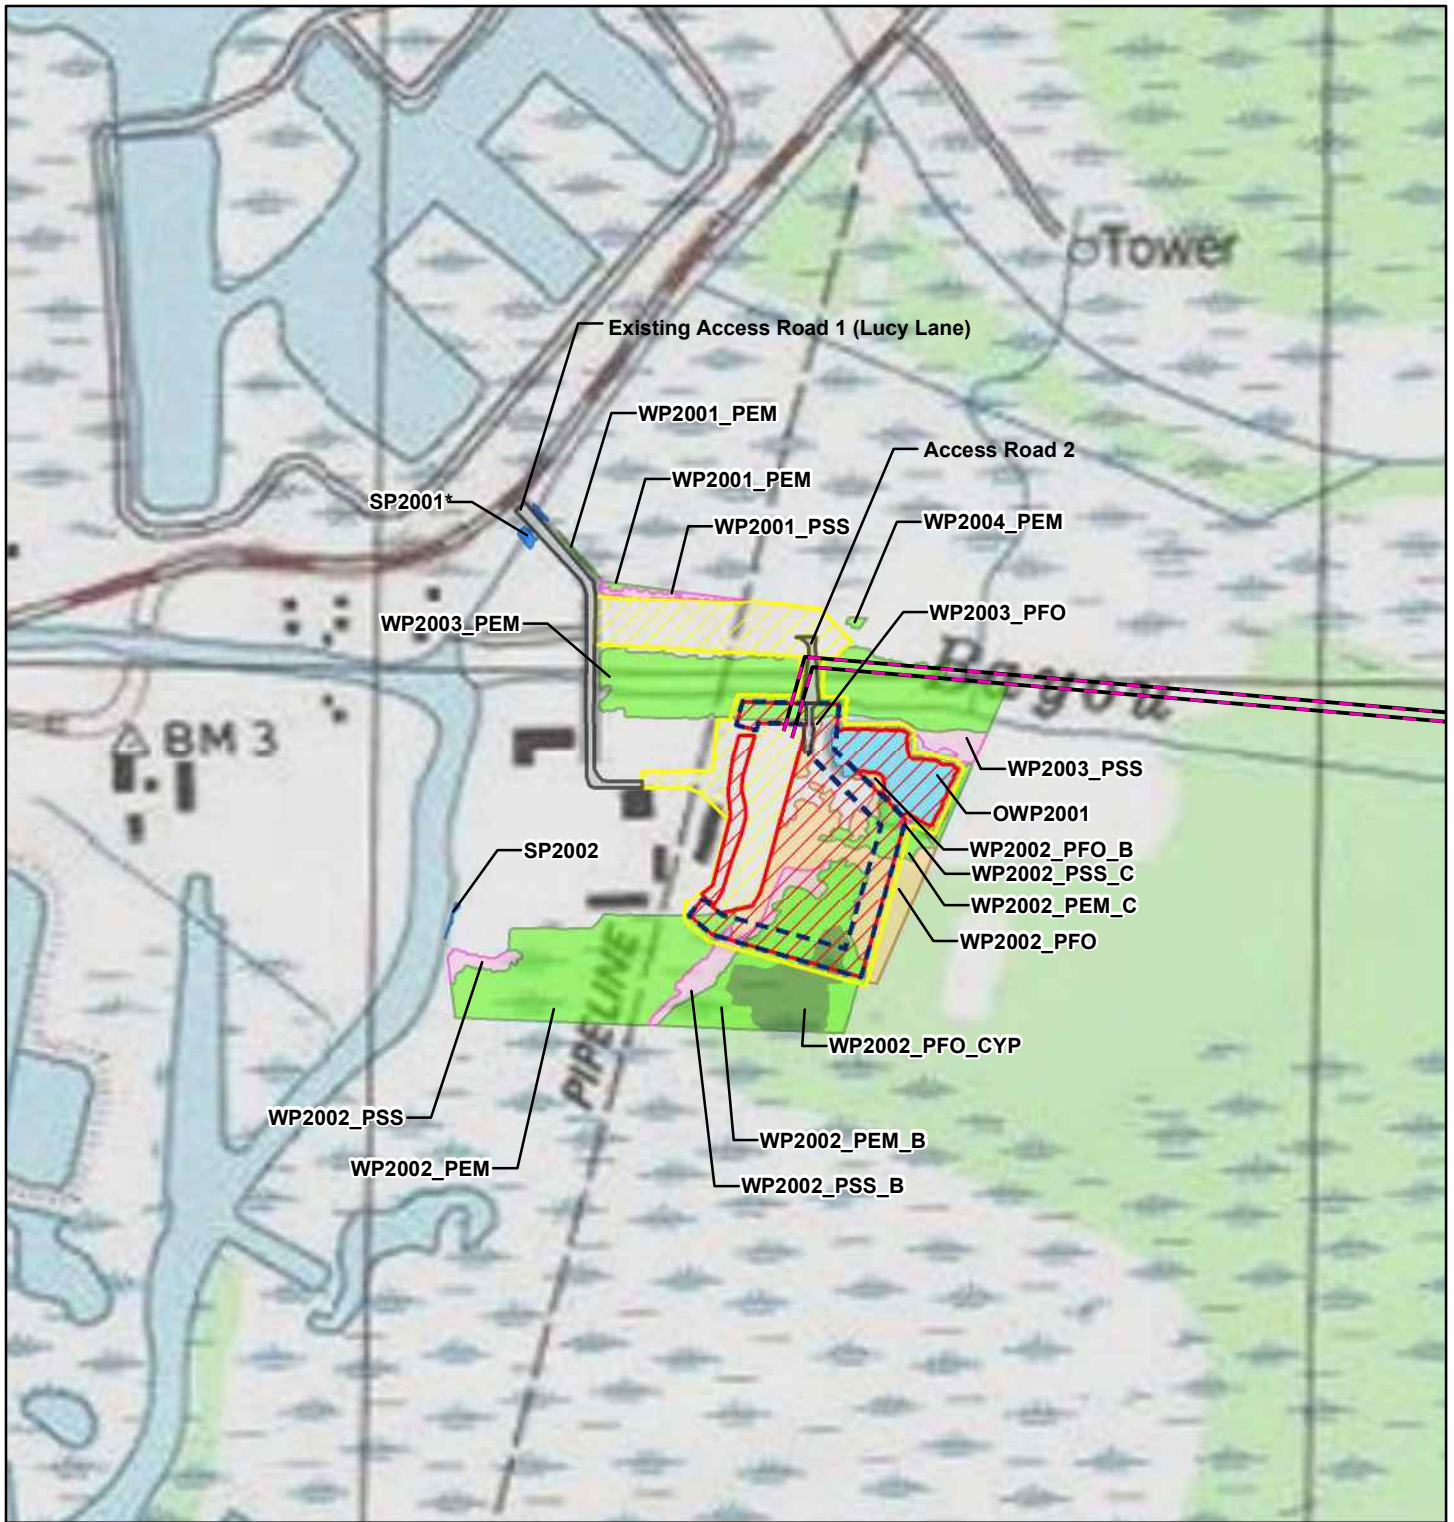 Tower
Existing Access Road 1 (Lucy Lane)
WP2001_PEM
Access Road 2
WP2001_PEM
SP2001*
WP2001_PSS
WP2004_PEM
WP2003_PFO
WP2003_PEM
Bayou
BM 3
WP2003_PSS
OWP2001
SP2002
WP2002_PFO_B
WP2002_PSS_C
WP2002_PEM_C
WP2002_PFO
PIPELINE
WP2002_PFO_CYP
WP2002_PSS
WP2002_PEM_B
WP2002_PEM
WP2002_PSS_B